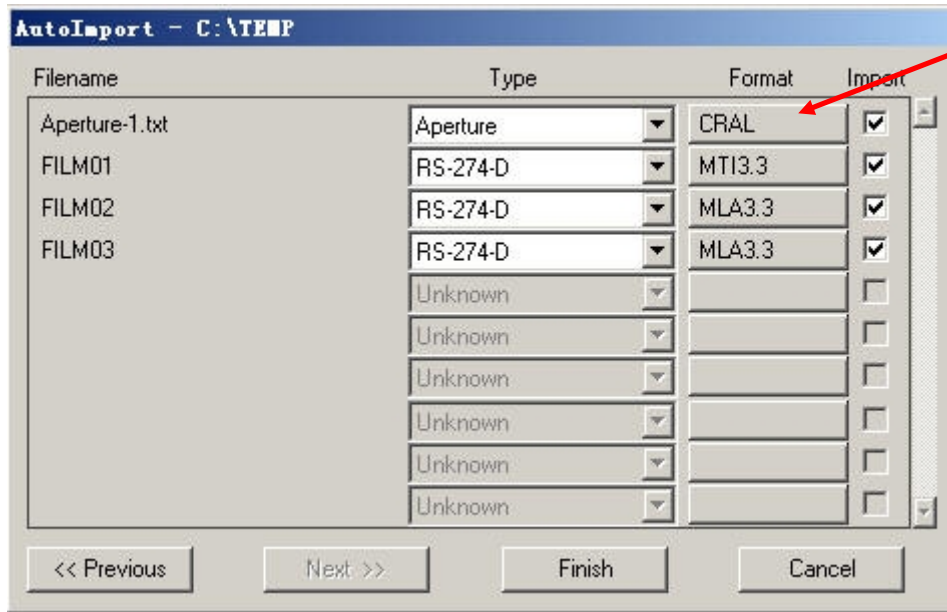 AutoImport - C:\TEMP
Filename Type Format Import
Aperture-1.txt Aperture CRAL
FILM01 RS-274-D MTI3.3
FILM02 RS-274-D MLA3.3
FILM03 RS-274-D MLA3.3
Unknown
Unknown
Unknown
Unknown
Unknown
Unknown
<< Previous Next >> Finish Cancel